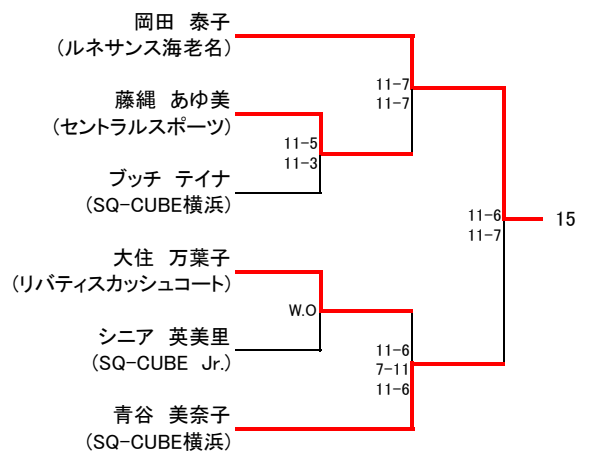 岡田　泰子
(ルネサンス海老名)
11-7
11-7
藤縄　あゆ美
(セントラルスポーツ)
11-5
11-3
ブッチ　テイナ
(SQ-CUBE横浜)
11-6
11-7
15
大住　万葉子
(リバティスカッシュコート)
W.O
シニア　英美里
(SQ-CUBE　Jr.)
11-6
7-11
11-6
青谷　美奈子
(SQ-CUBE横浜)